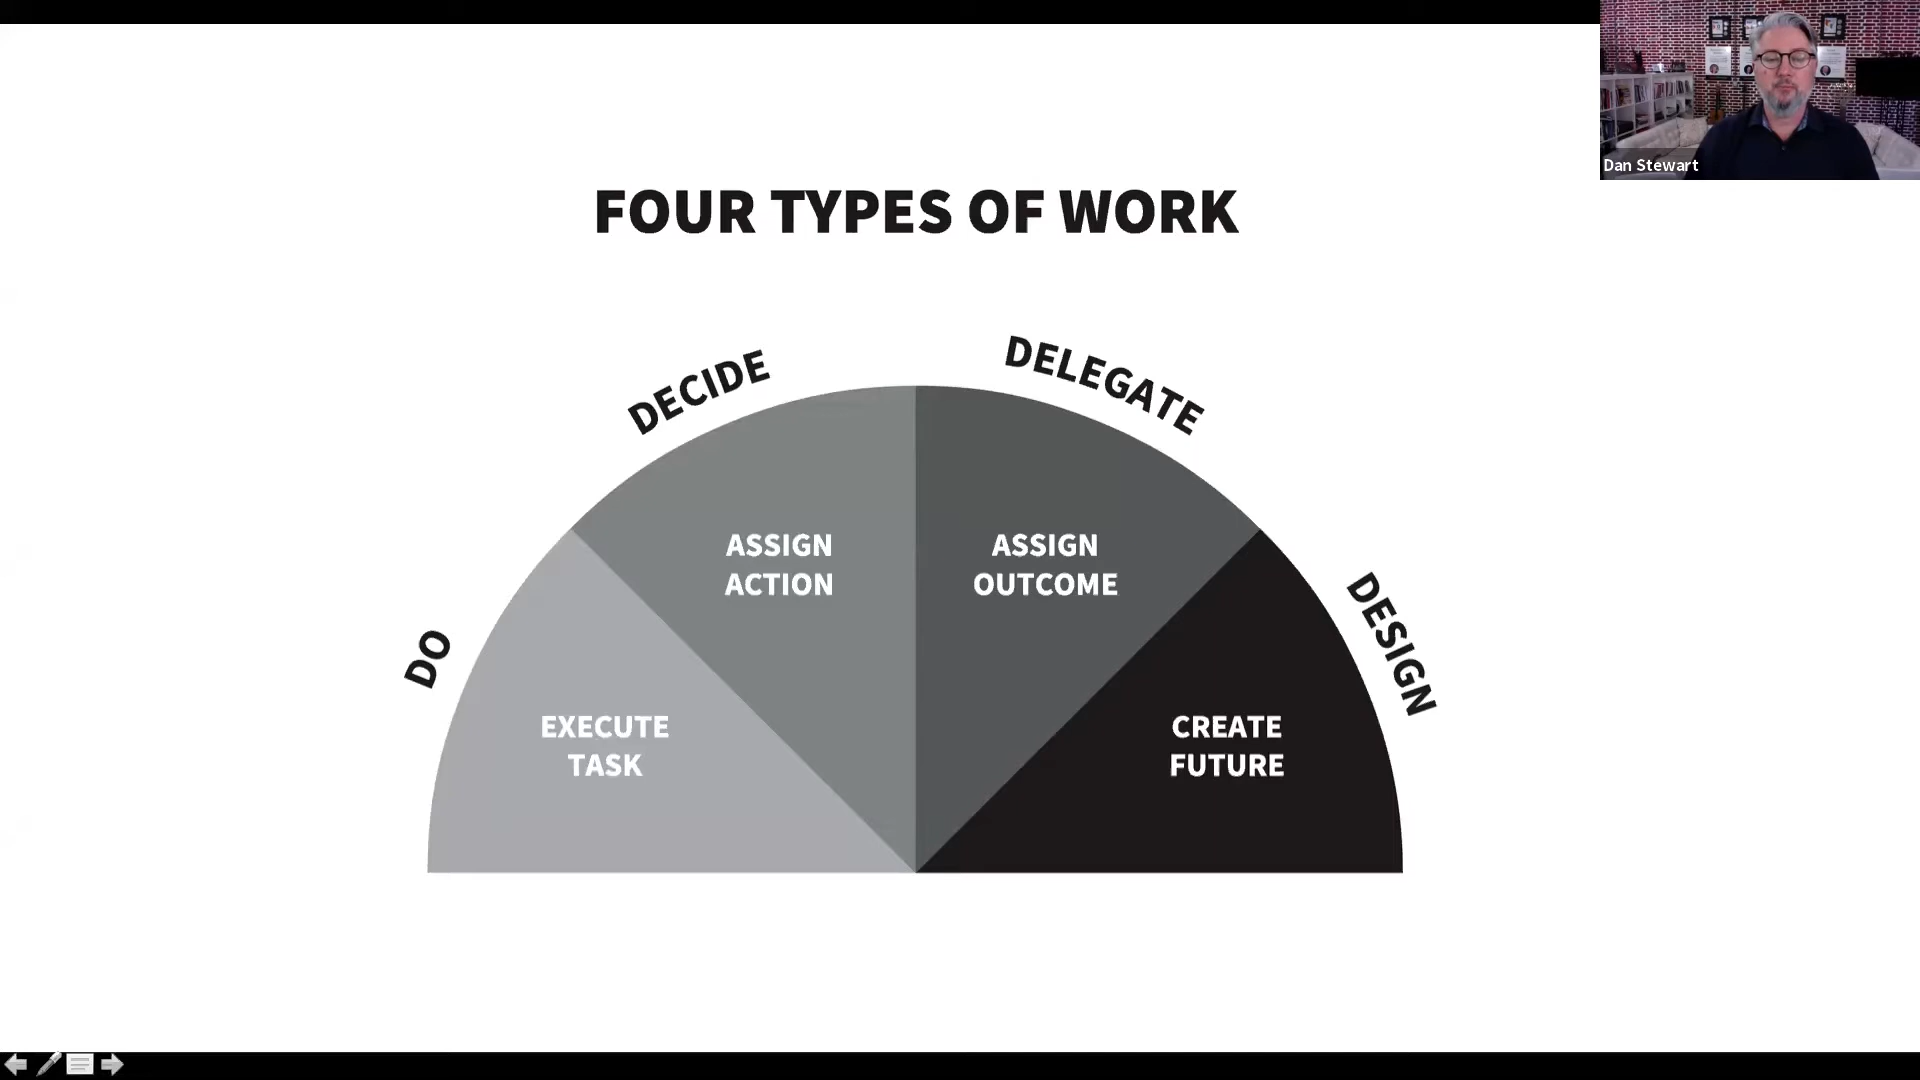 Dan Stewart
FOUR TYPES OF WORK
DECIDE
DELEGATE
DO
DESIGN
ASSIGN
ACTION
ASSIGN
OUTCOME
EXECUTE
TASK
CREATE
FUTURE